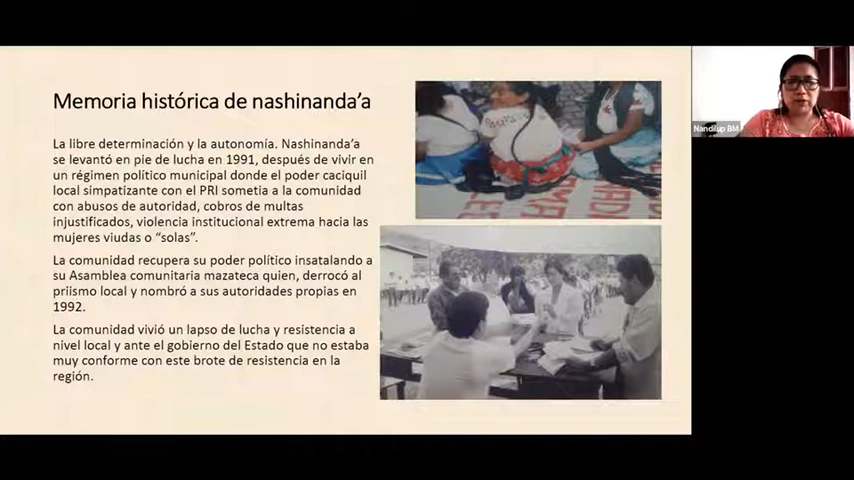 Memoria histórica de nashinanda’a
La libre determinación y la autonomía. Nashinanda’a
se levantó en pie de lucha en 1991, después de vivir en
un régimen político municipal donde el poder caciquil
local simpatizante con el PRI sometia a la comunidad
con abusos de autoridad, cobros de multas
injustificados, violencia institucional extrema hacia las
mujeres viudas o “solas”.
La comunidad recupera su poder político insatalando a
su Asamblea comunitaria mazateca quien, derrocó al
priismo local y nombró a sus autoridades propias en
1992.
La comunidad vivió un lapso de lucha y resistencia a
nivel local y ante el gobierno del Estado que no estaba
muy conforme con este brote de resistencia en la
región.
Nandilup BM